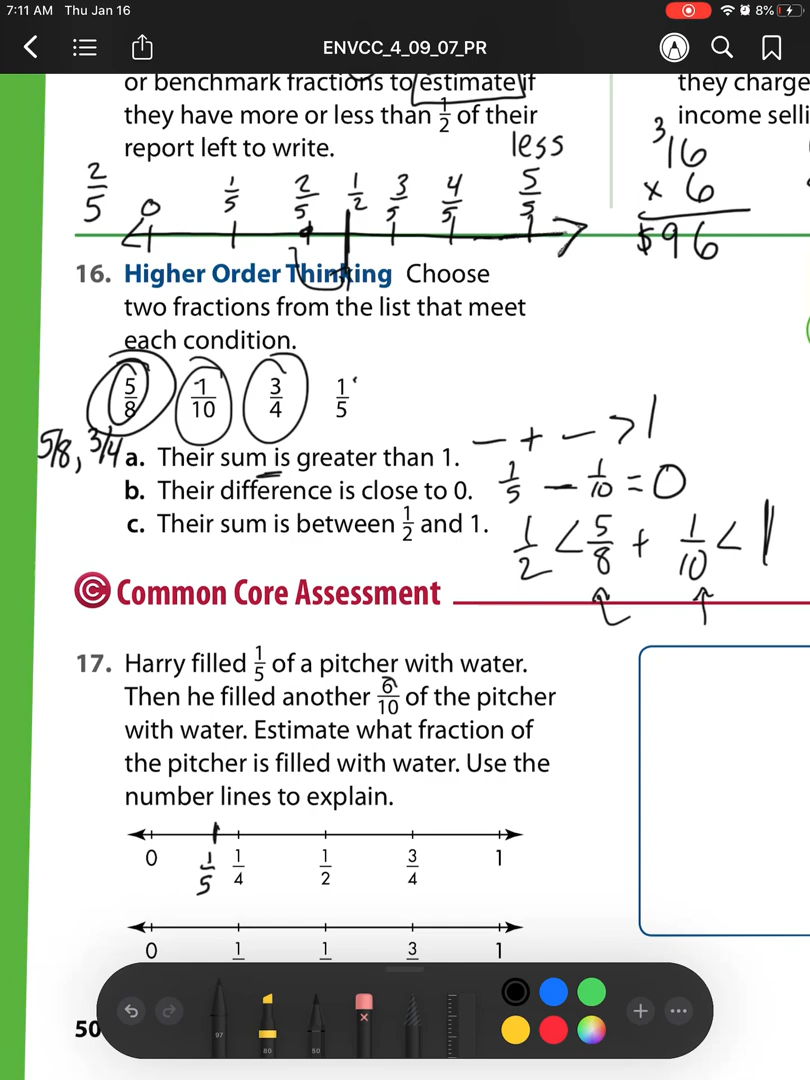 7:11 AM Thu Jan 16
8%
ENVCC_4_09_07_PR
or benchmark fractions to estimate if
they have more or less than 1/2 of their
report left to write.
less
they charge
income selli
3
16
x 6
$96
2/5
0 1/5 2/5 1/2 3/5 4/5 5/5
16. Higher Order Thinking Choose
two fractions from the list that meet
each condition.
5/8 1/10 3/4 1/5
5/8, 3/4
a. Their sum is greater than 1.
— + — > 1
b. Their difference is close to 0.
1/5 — 1/10 = 0
c. Their sum is between 1/2 and 1.
1/2 < 5/8 + 1/10 < 1
Common Core Assessment
17. Harry filled 1/5 of a pitcher with water.
Then he filled another 6/10 of the pitcher
with water. Estimate what fraction of
the pitcher is filled with water. Use the
number lines to explain.
0 1/5 1/4 1/2 3/4 1
0 1 1 3 1
50
97
80
50